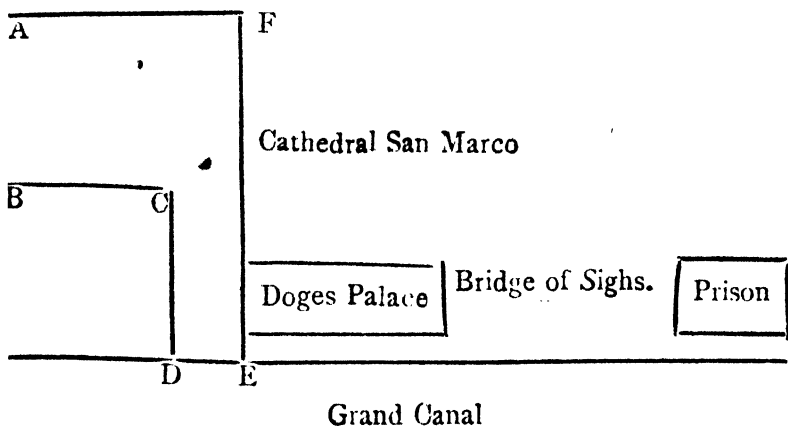 A F
Cathedral San Marco
B C
Doges Palace Bridge of Sighs. Prison
D E
Grand Canal